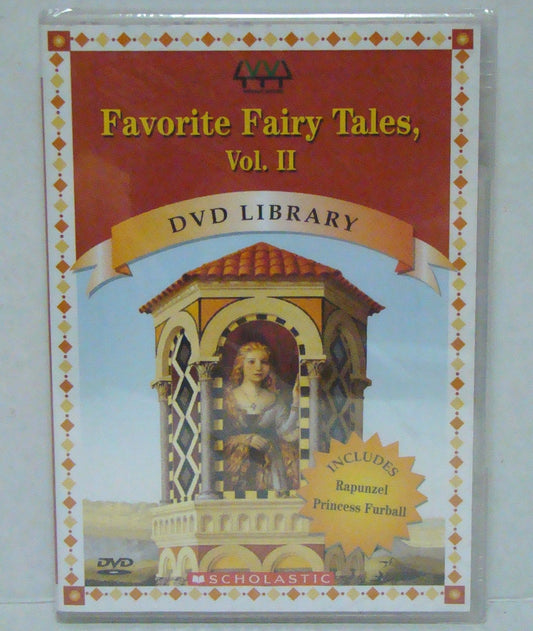 Favorite Fairy Tales,
Vol. II
DVD LIBRARY
INCLUDES
Rapunzel
Princess Furball
DVD
SCHOLASTIC